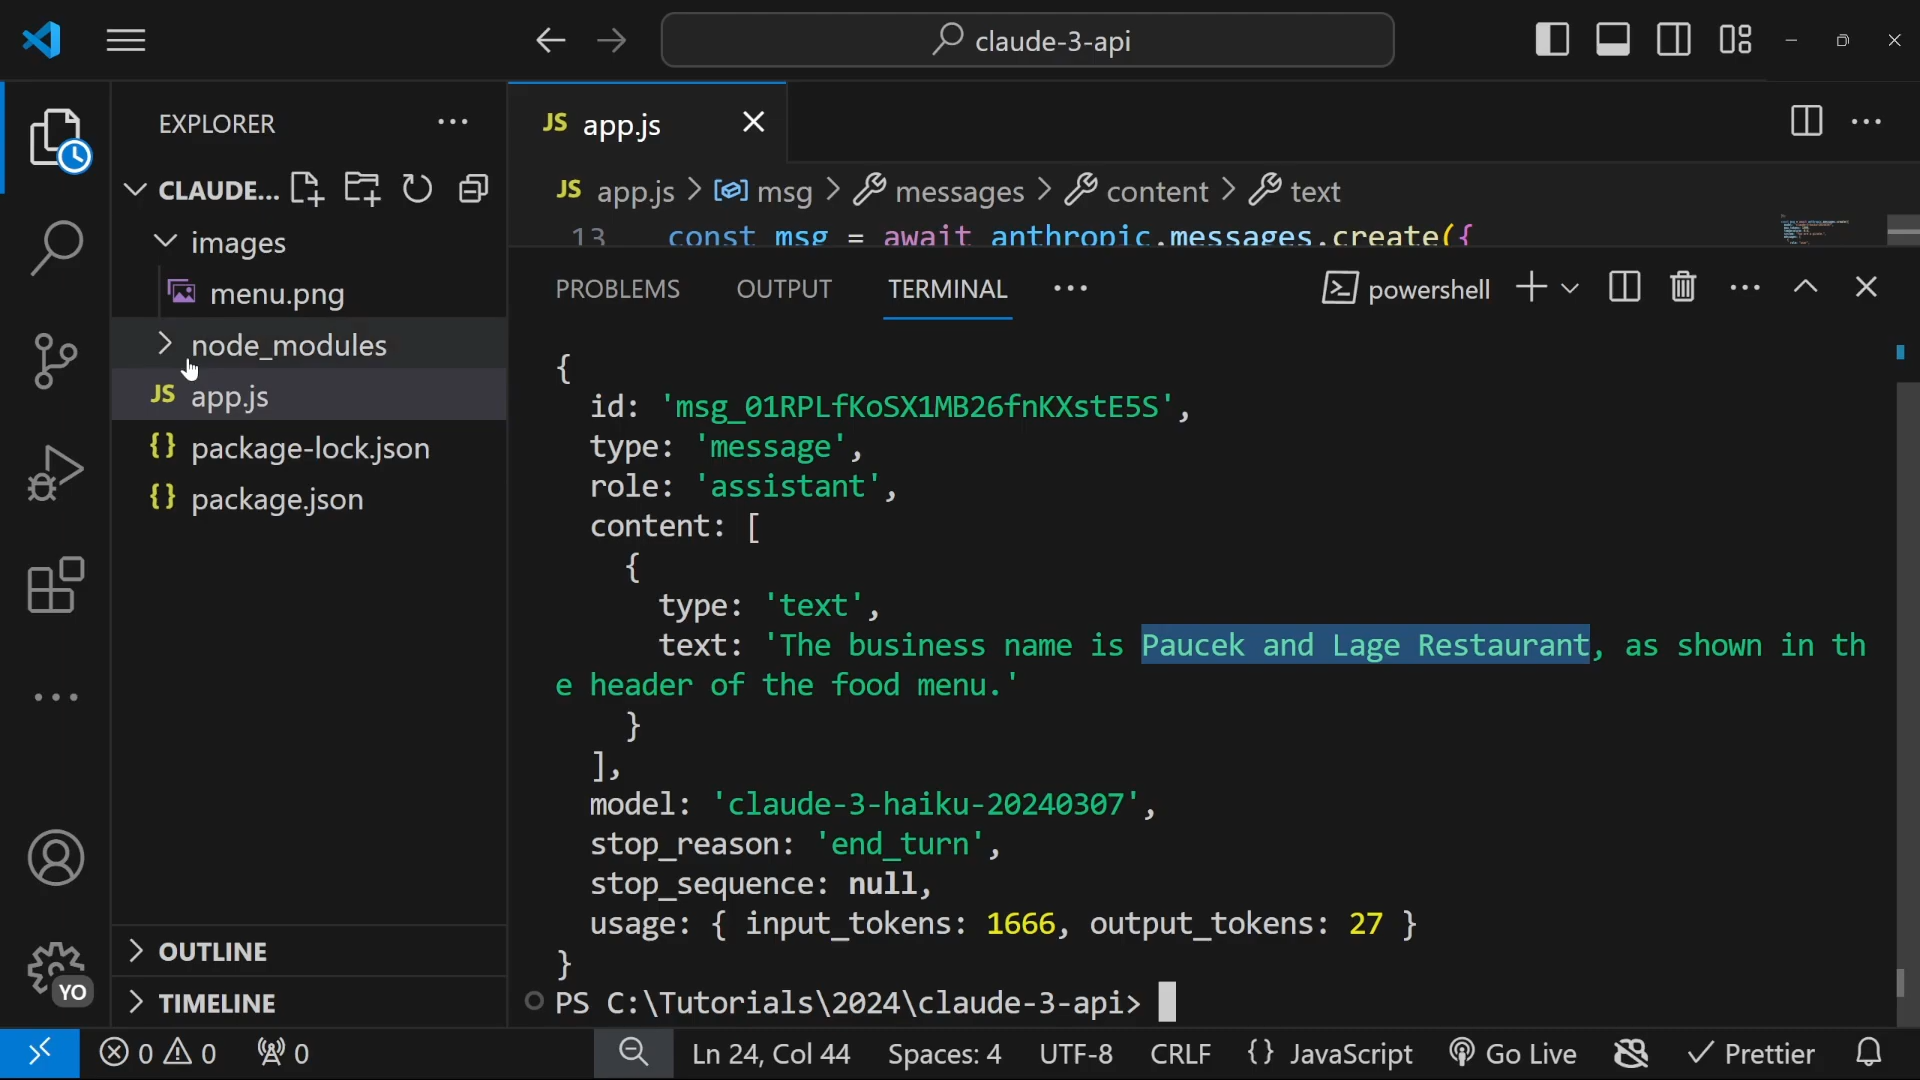 claude-3-api
EXPLORER
CLAUDE...
images
menu.png
node_modules
JS app.js
{} package-lock.json
{} package.json
OUTLINE
TIMELINE
YO
JS app.js
JS app.js > msg > messages > content > text
13 const msg = await anthropic.messages.create({
PROBLEMS OUTPUT TERMINAL powershell
{
id: 'msg_01RPLfKoSX1MB26fnKXstE5S',
type: 'message',
role: 'assistant',
content: [
{
type: 'text',
text: 'The business name is Paucek and Lage Restaurant, as shown in th
e header of the food menu.'
}
],
model: 'claude-3-haiku-20240307',
stop_reason: 'end_turn',
stop_sequence: null,
usage: { input_tokens: 1666, output_tokens: 27 }
}
PS C:\Tutorials\2024\claude-3-api>
0 0 0 Ln 24, Col 44 Spaces: 4 UTF-8 CRLF {} JavaScript Go Live Prettier